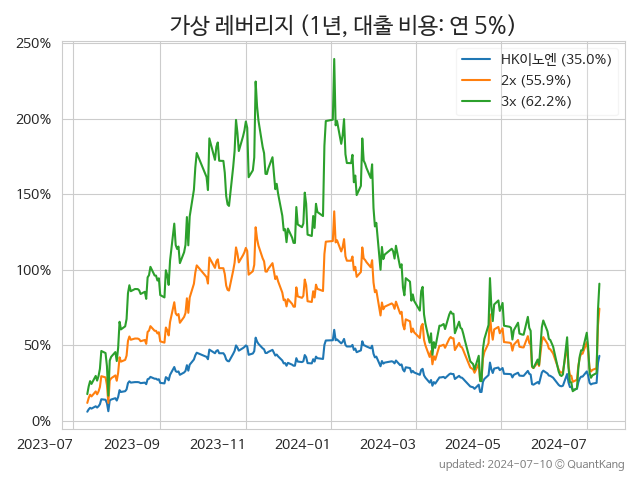 가상 레버리지 (1년, 대출 비용: 연 5%)
250%
200%
150%
100%
50%
0%
HK이노엔 (35.0%)
2x (55.9%)
3x (62.2%)
2023-07
2023-09
2023-11
2024-01
2024-03
2024-05
2024-07
updated: 2024-07-10 © QuantKang